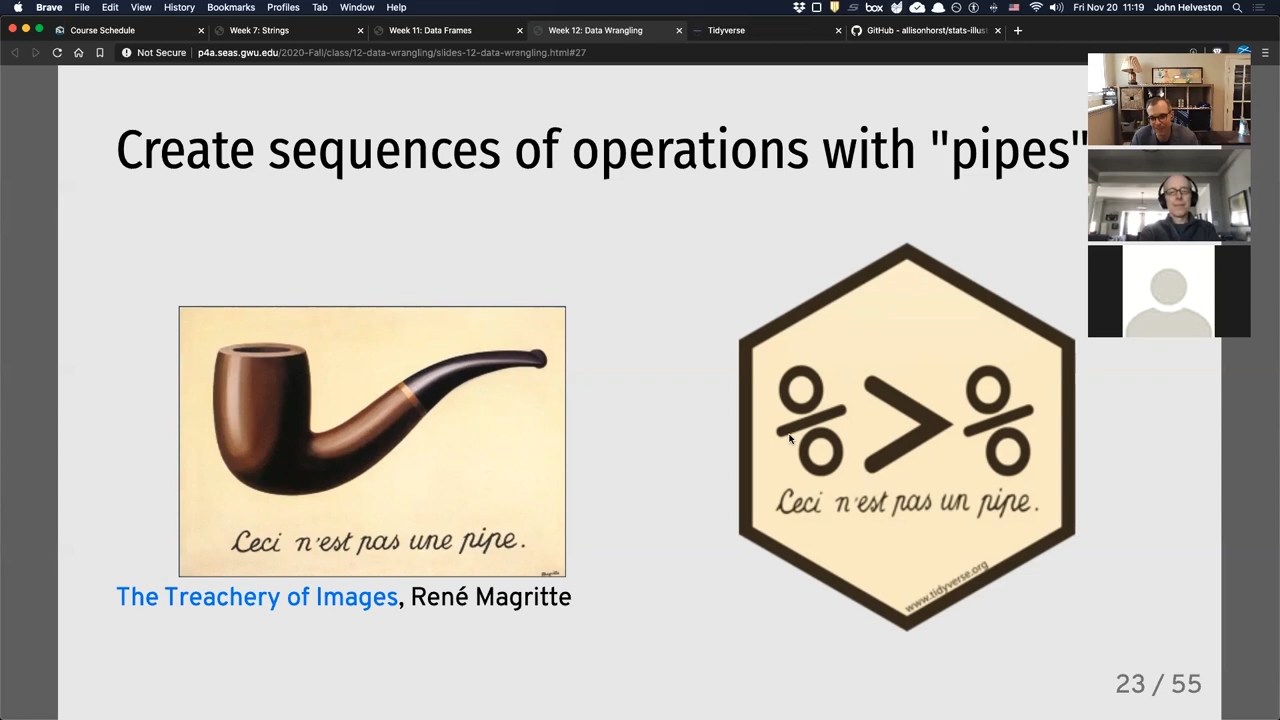 Brave File Edit View History Bookmarks Profiles Tab Window Help box Fri Nov 20 11:19 John Helveston
Course Schedule Week 7: Strings Week 11: Data Frames Week 12: Data Wrangling Tidyverse GitHub - allisonhorst/stats-illust
Not Secure p4a.seas.gwu.edu/2020-Fall/class/12-data-wrangling/slides-12-data-wrangling.html#27
Create sequences of operations with "pipes"
Ceci n'est pas une pipe.
Magritte
The Treachery of Images, René Magritte
%>%
Ceci n'est pas un pipe.
www.tidyverse.org
23 / 55